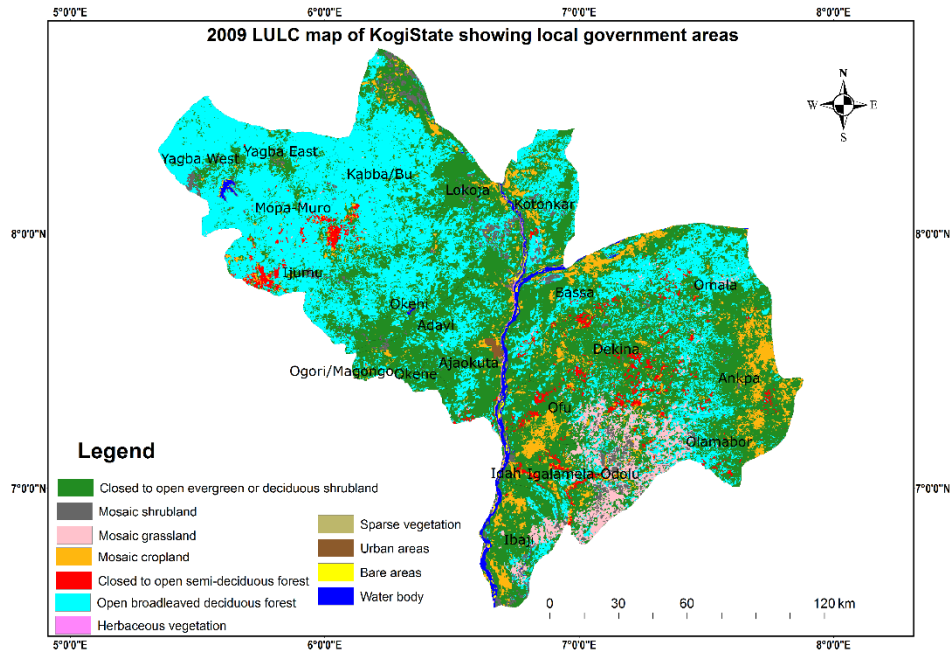 5°0'0"E 6°0'0"E 7°0'0"E 8°0'0"E
2009 LULC map of KogiState showing local government areas
N
W E
S
Yagba West Yagba East
Kabba/Bu
Lokoja
Kotonkar
Mopa-Muro
8°0'0"N 8°0'0"N
Ijumu
Omala
Bassa
Okeni
Adavi
Dekina
Ajaokuta
Ogori/Magongo Okene
Ankpa
Ofu
Olamabor
Legend
Idah Igalamela-Odolu
7°0'0"N 7°0'0"N
Closed to open evergreen or deciduous shrubland
Mosaic shrubland
Mosaic grassland
Mosaic cropland
Closed to open semi-deciduous forest
Open broadleaved deciduous forest
Herbaceous vegetation
Sparse vegetation
Urban areas
Bare areas
Water body
Ibaji
0 30 60 120 km
5°0'0"E 6°0'0"E 7°0'0"E 8°0'0"E